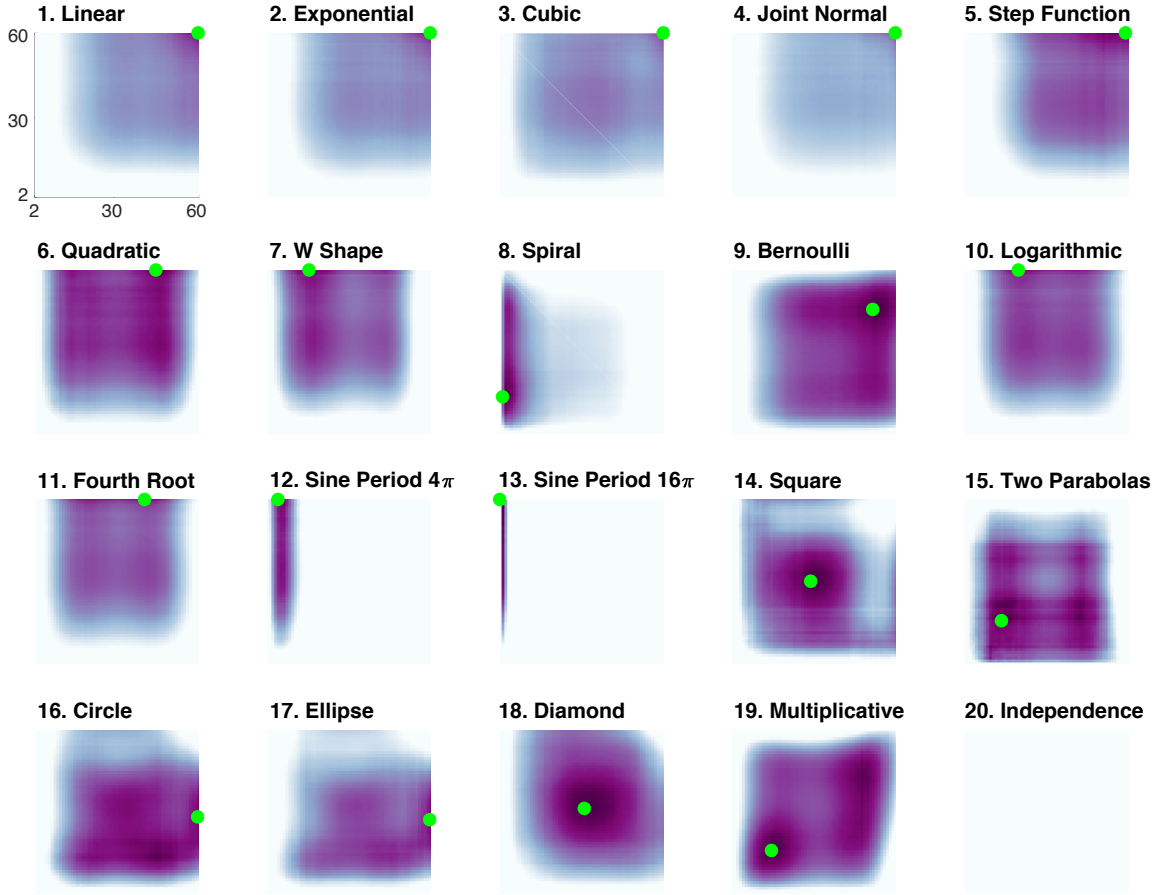 1. Linear
2. Exponential
3. Cubic
4. Joint Normal
5. Step Function
60
30
2
2
30
60
6. Quadratic
7. W Shape
8. Spiral
9. Bernoulli
10. Logarithmic
11. Fourth Root
12. Sine Period 4π
13. Sine Period 16π
14. Square
15. Two Parabolas
16. Circle
17. Ellipse
18. Diamond
19. Multiplicative
20. Independence